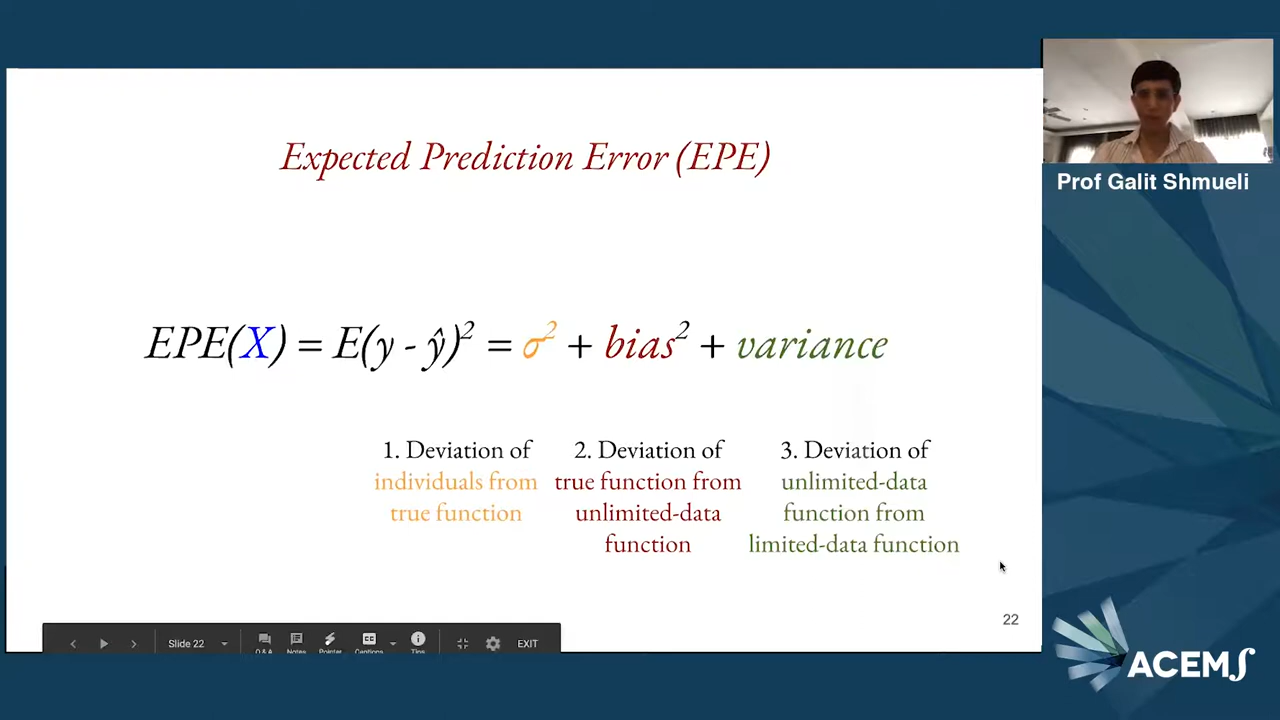 Expected Prediction Error (EPE)
Prof Galit Shmueli
EPE(X) = E(y - ŷ)² = σ² + bias² + variance
1. Deviation of
individuals from
true function
2. Deviation of
true function from
unlimited-data
function
3. Deviation of
unlimited-data
function from
limited-data function
22
Slide 22
Q & A
Notes
Pointer
Captions
Tips
EXIT
ACEMS